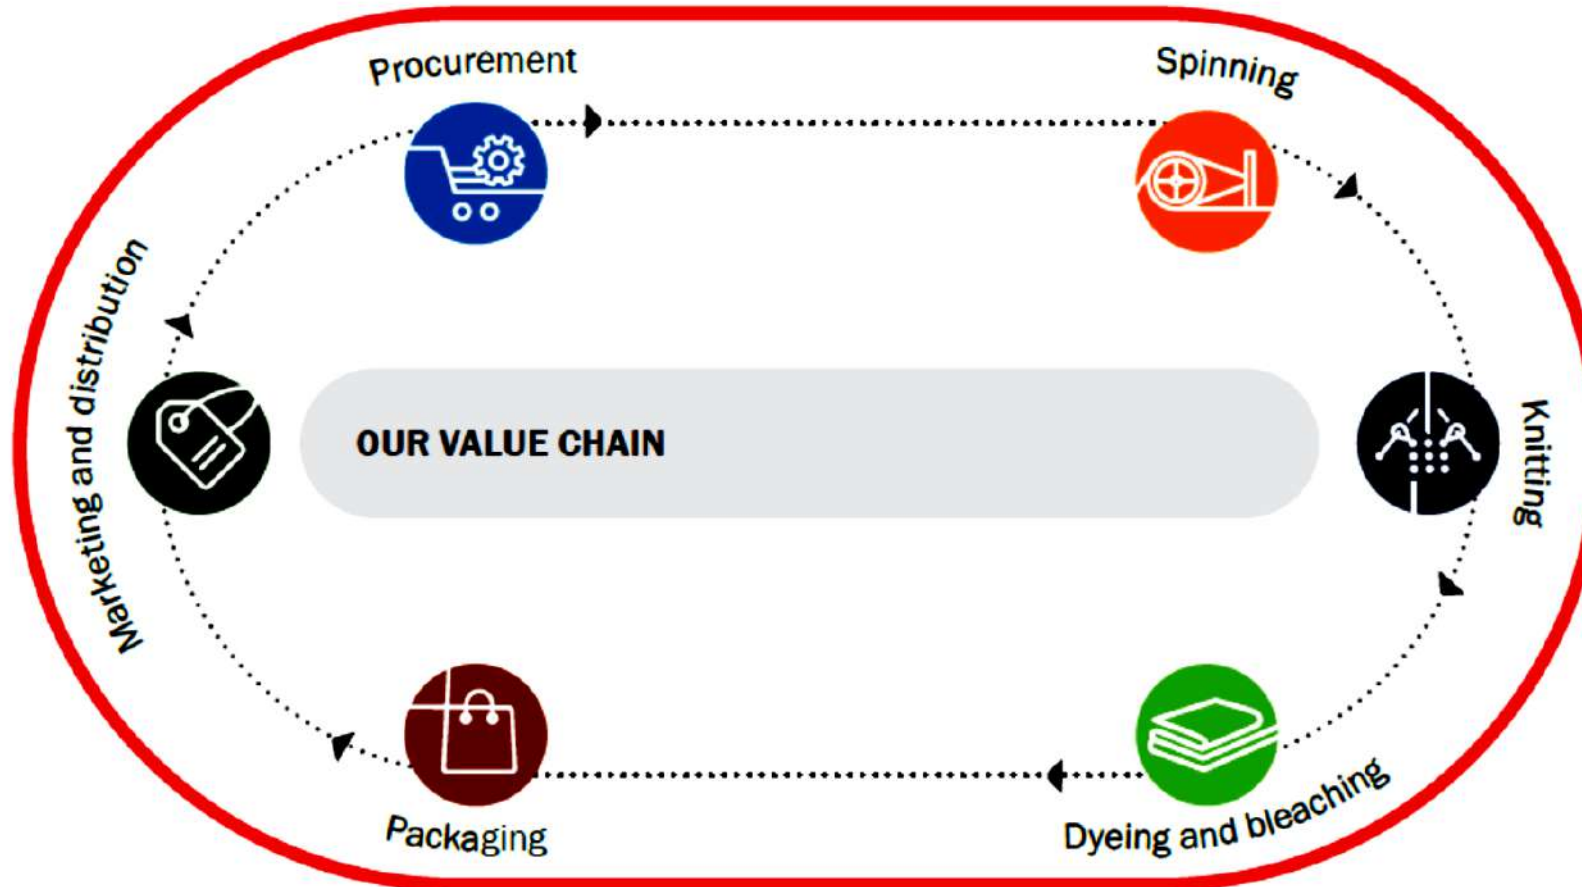 Procurement
Spinning
Marketing and distribution
OUR VALUE CHAIN
Knitting
Packaging
Dyeing and bleaching